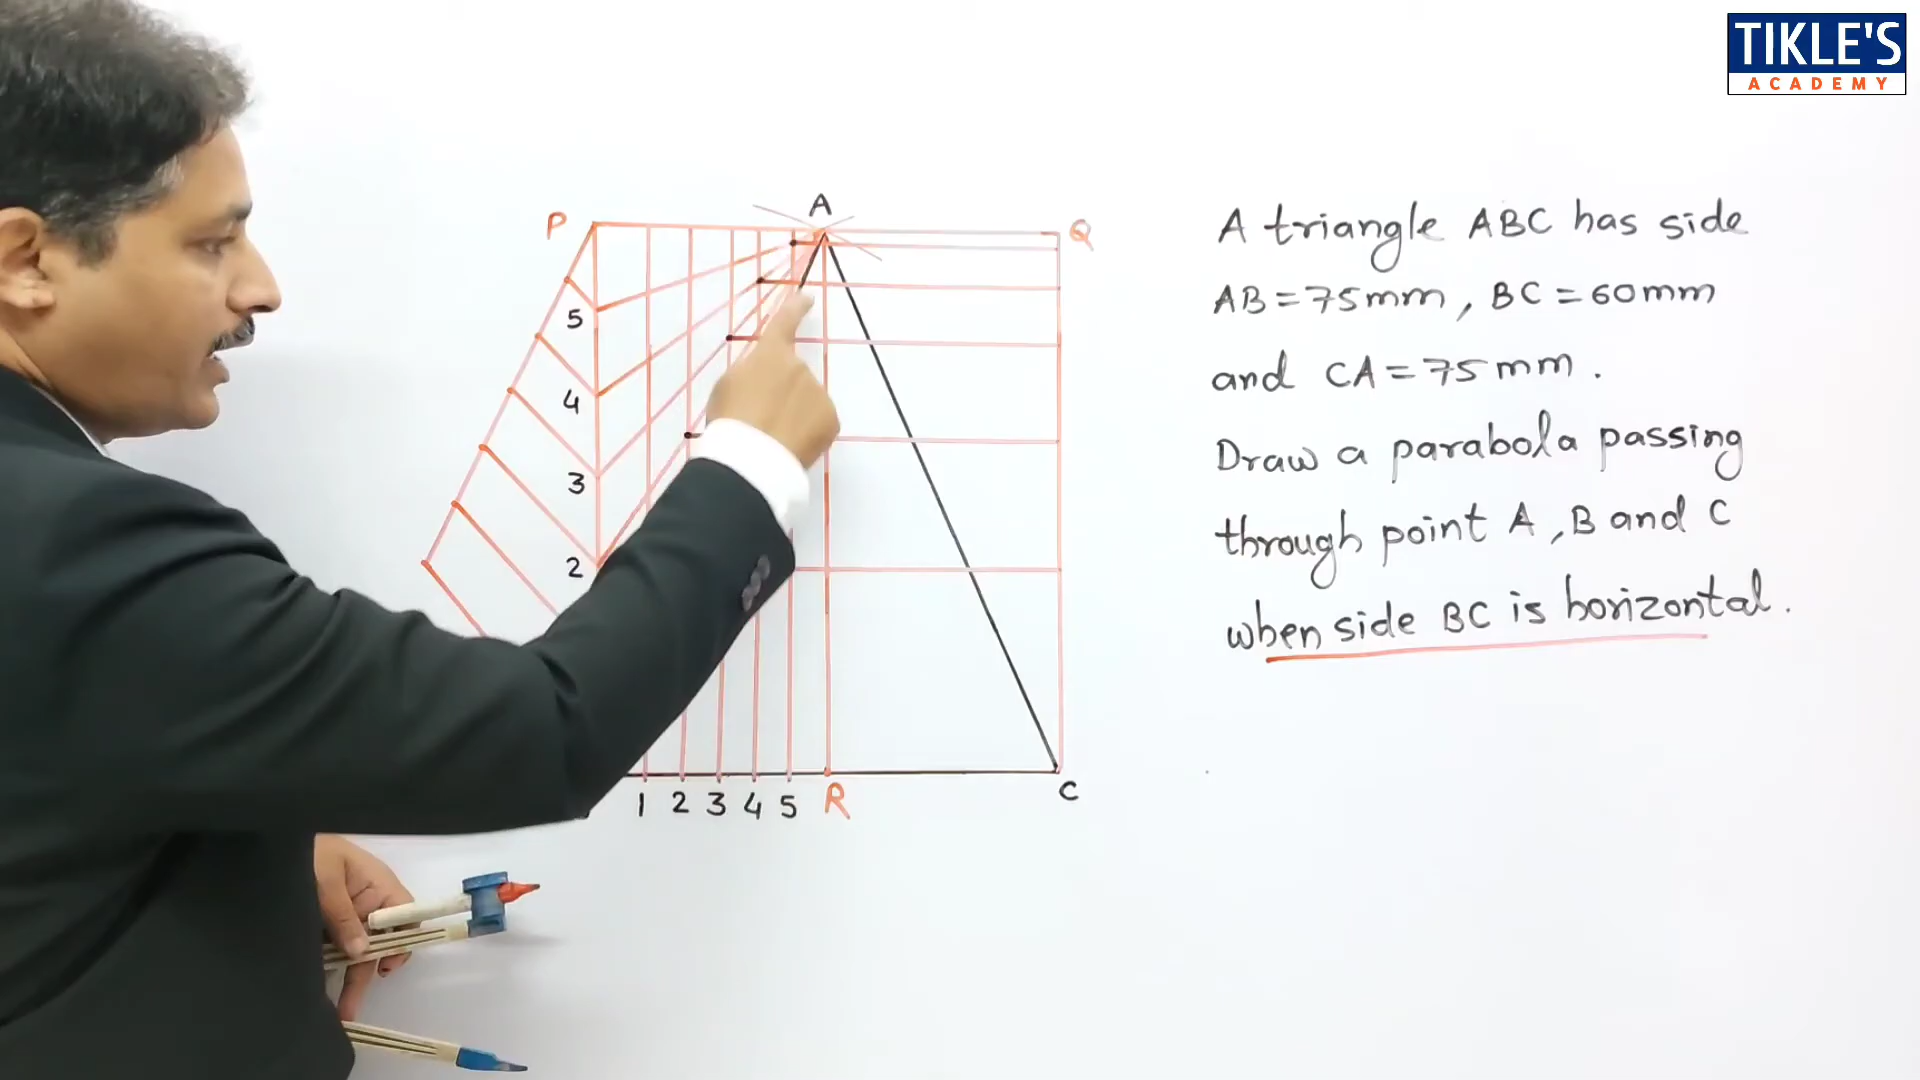 TIKLE'S
ACADEMY
A
P
Q
5
4
3
2
1 2 3 4 5 R
C
A triangle ABC has side
AB = 75mm, BC = 60mm
and CA = 75mm.
Draw a parabola passing
through point A, B and C
when side BC is horizontal.